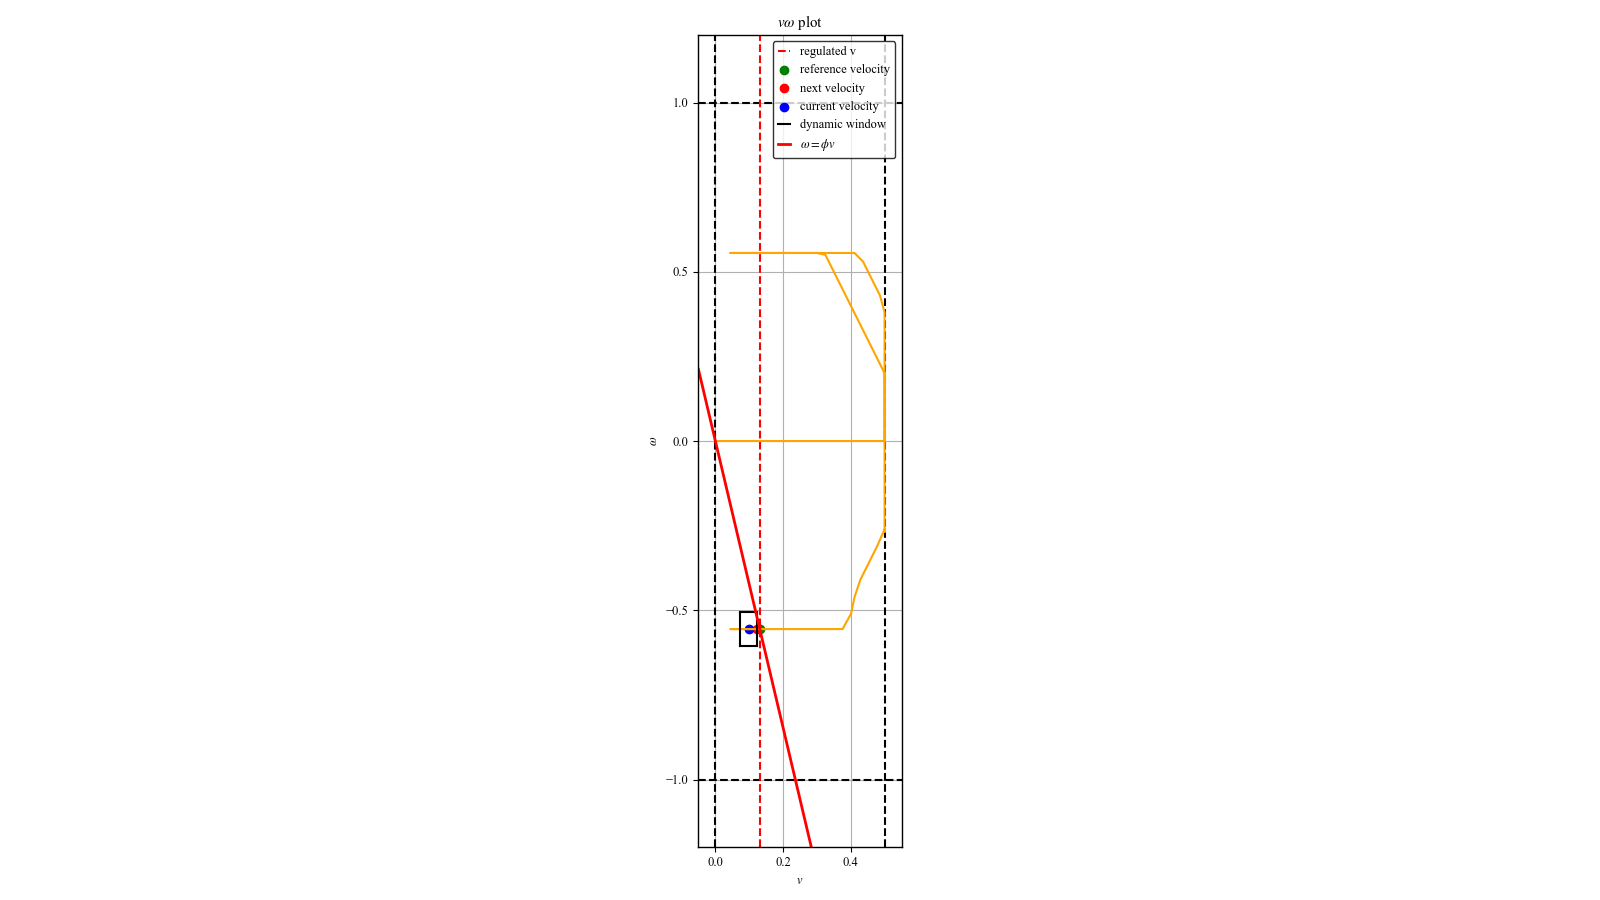 vω plot
regulated v
reference velocity
next velocity
current velocity
dynamic window
ω = ϕv
1.0
0.5
0.0
−0.5
−1.0
ω
0.0 0.2 0.4
v